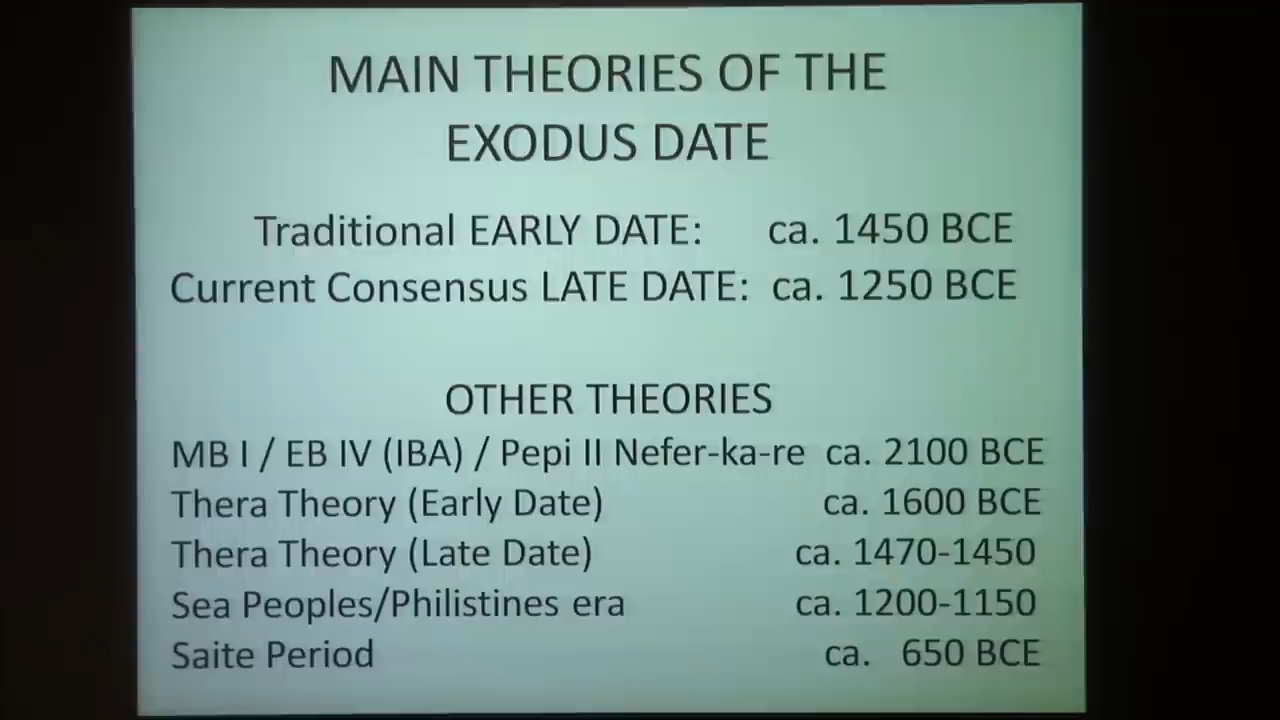 MAIN THEORIES OF THE
EXODUS DATE
Traditional EARLY DATE: ca. 1450 BCE
Current Consensus LATE DATE: ca. 1250 BCE
OTHER THEORIES
MB I / EB IV (IBA) / Pepi II Nefer-ka-re ca. 2100 BCE
Thera Theory (Early Date) ca. 1600 BCE
Thera Theory (Late Date) ca. 1470-1450
Sea Peoples/Philistines era ca. 1200-1150
Saite Period ca. 650 BCE